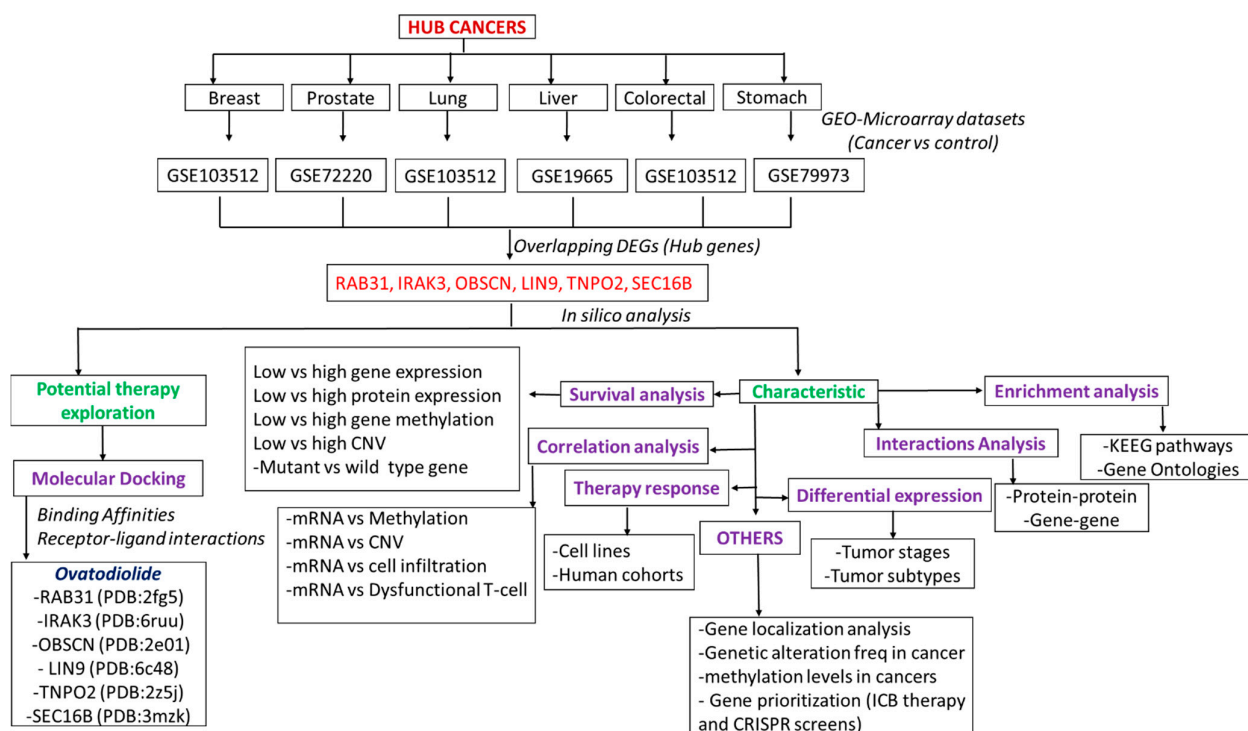 HUB CANCERS
Breast
Prostate
Lung
Liver
Colorectal
Stomach
GEO-Microarray datasets
(Cancer vs control)
GSE103512
GSE72220
GSE103512
GSE19665
GSE103512
GSE79973
Overlapping DEGs (Hub genes)
RAB31, IRAK3, OBSCN, LIN9, TNPO2, SEC16B
In silico analysis
Potential therapy
exploration
Molecular Docking
Binding Affinities
Receptor-ligand interactions
Ovatodiolide
-RAB31 (PDB:2fg5)
-IRAK3 (PDB:6ruu)
-OBSCN (PDB:2e01)
- LIN9 (PDB:6c48)
-TNPO2 (PDB:2z5j)
-SEC16B (PDB:3mzk)
Characteristic
Survival analysis
Low vs high gene expression
Low vs high protein expression
Low vs high gene methylation
Low vs high CNV
-Mutant vs wild type gene
Correlation analysis
-mRNA vs Methylation
-mRNA vs CNV
-mRNA vs cell infiltration
-mRNA vs Dysfunctional T-cell
Therapy response
-Cell lines
-Human cohorts
OTHERS
-Gene localization analysis
-Genetic alteration freq in cancer
-methylation levels in cancers
- Gene prioritization (ICB therapy
and CRISPR screens)
Differential expression
-Tumor stages
-Tumor subtypes
Interactions Analysis
-Protein-protein
-Gene-gene
Enrichment analysis
-KEEG pathways
-Gene Ontologies